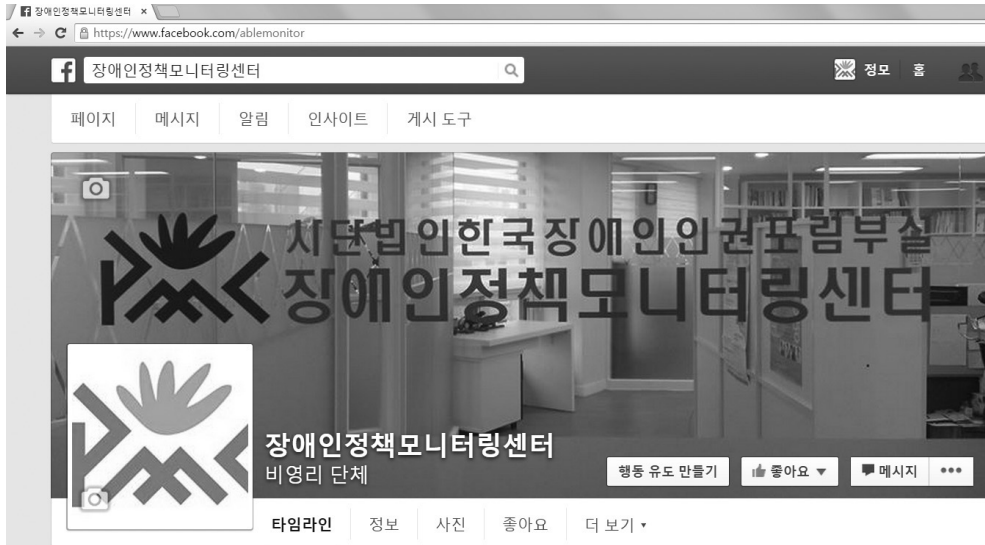 장애인정책모니터링센터
https://www.facebook.com/ablemonitor
장애인정책모니터링센터
정모 홈
페이지 메시지 알림 인사이트 게시 도구
사단법인한국장애인인권포럼부설
장애인정책모니터링센터
장애인정책모니터링센터
비영리 단체
행동 유도 만들기 좋아요 ▼ 메시지 •••
타임라인 정보 사진 좋아요 더 보기 ▾